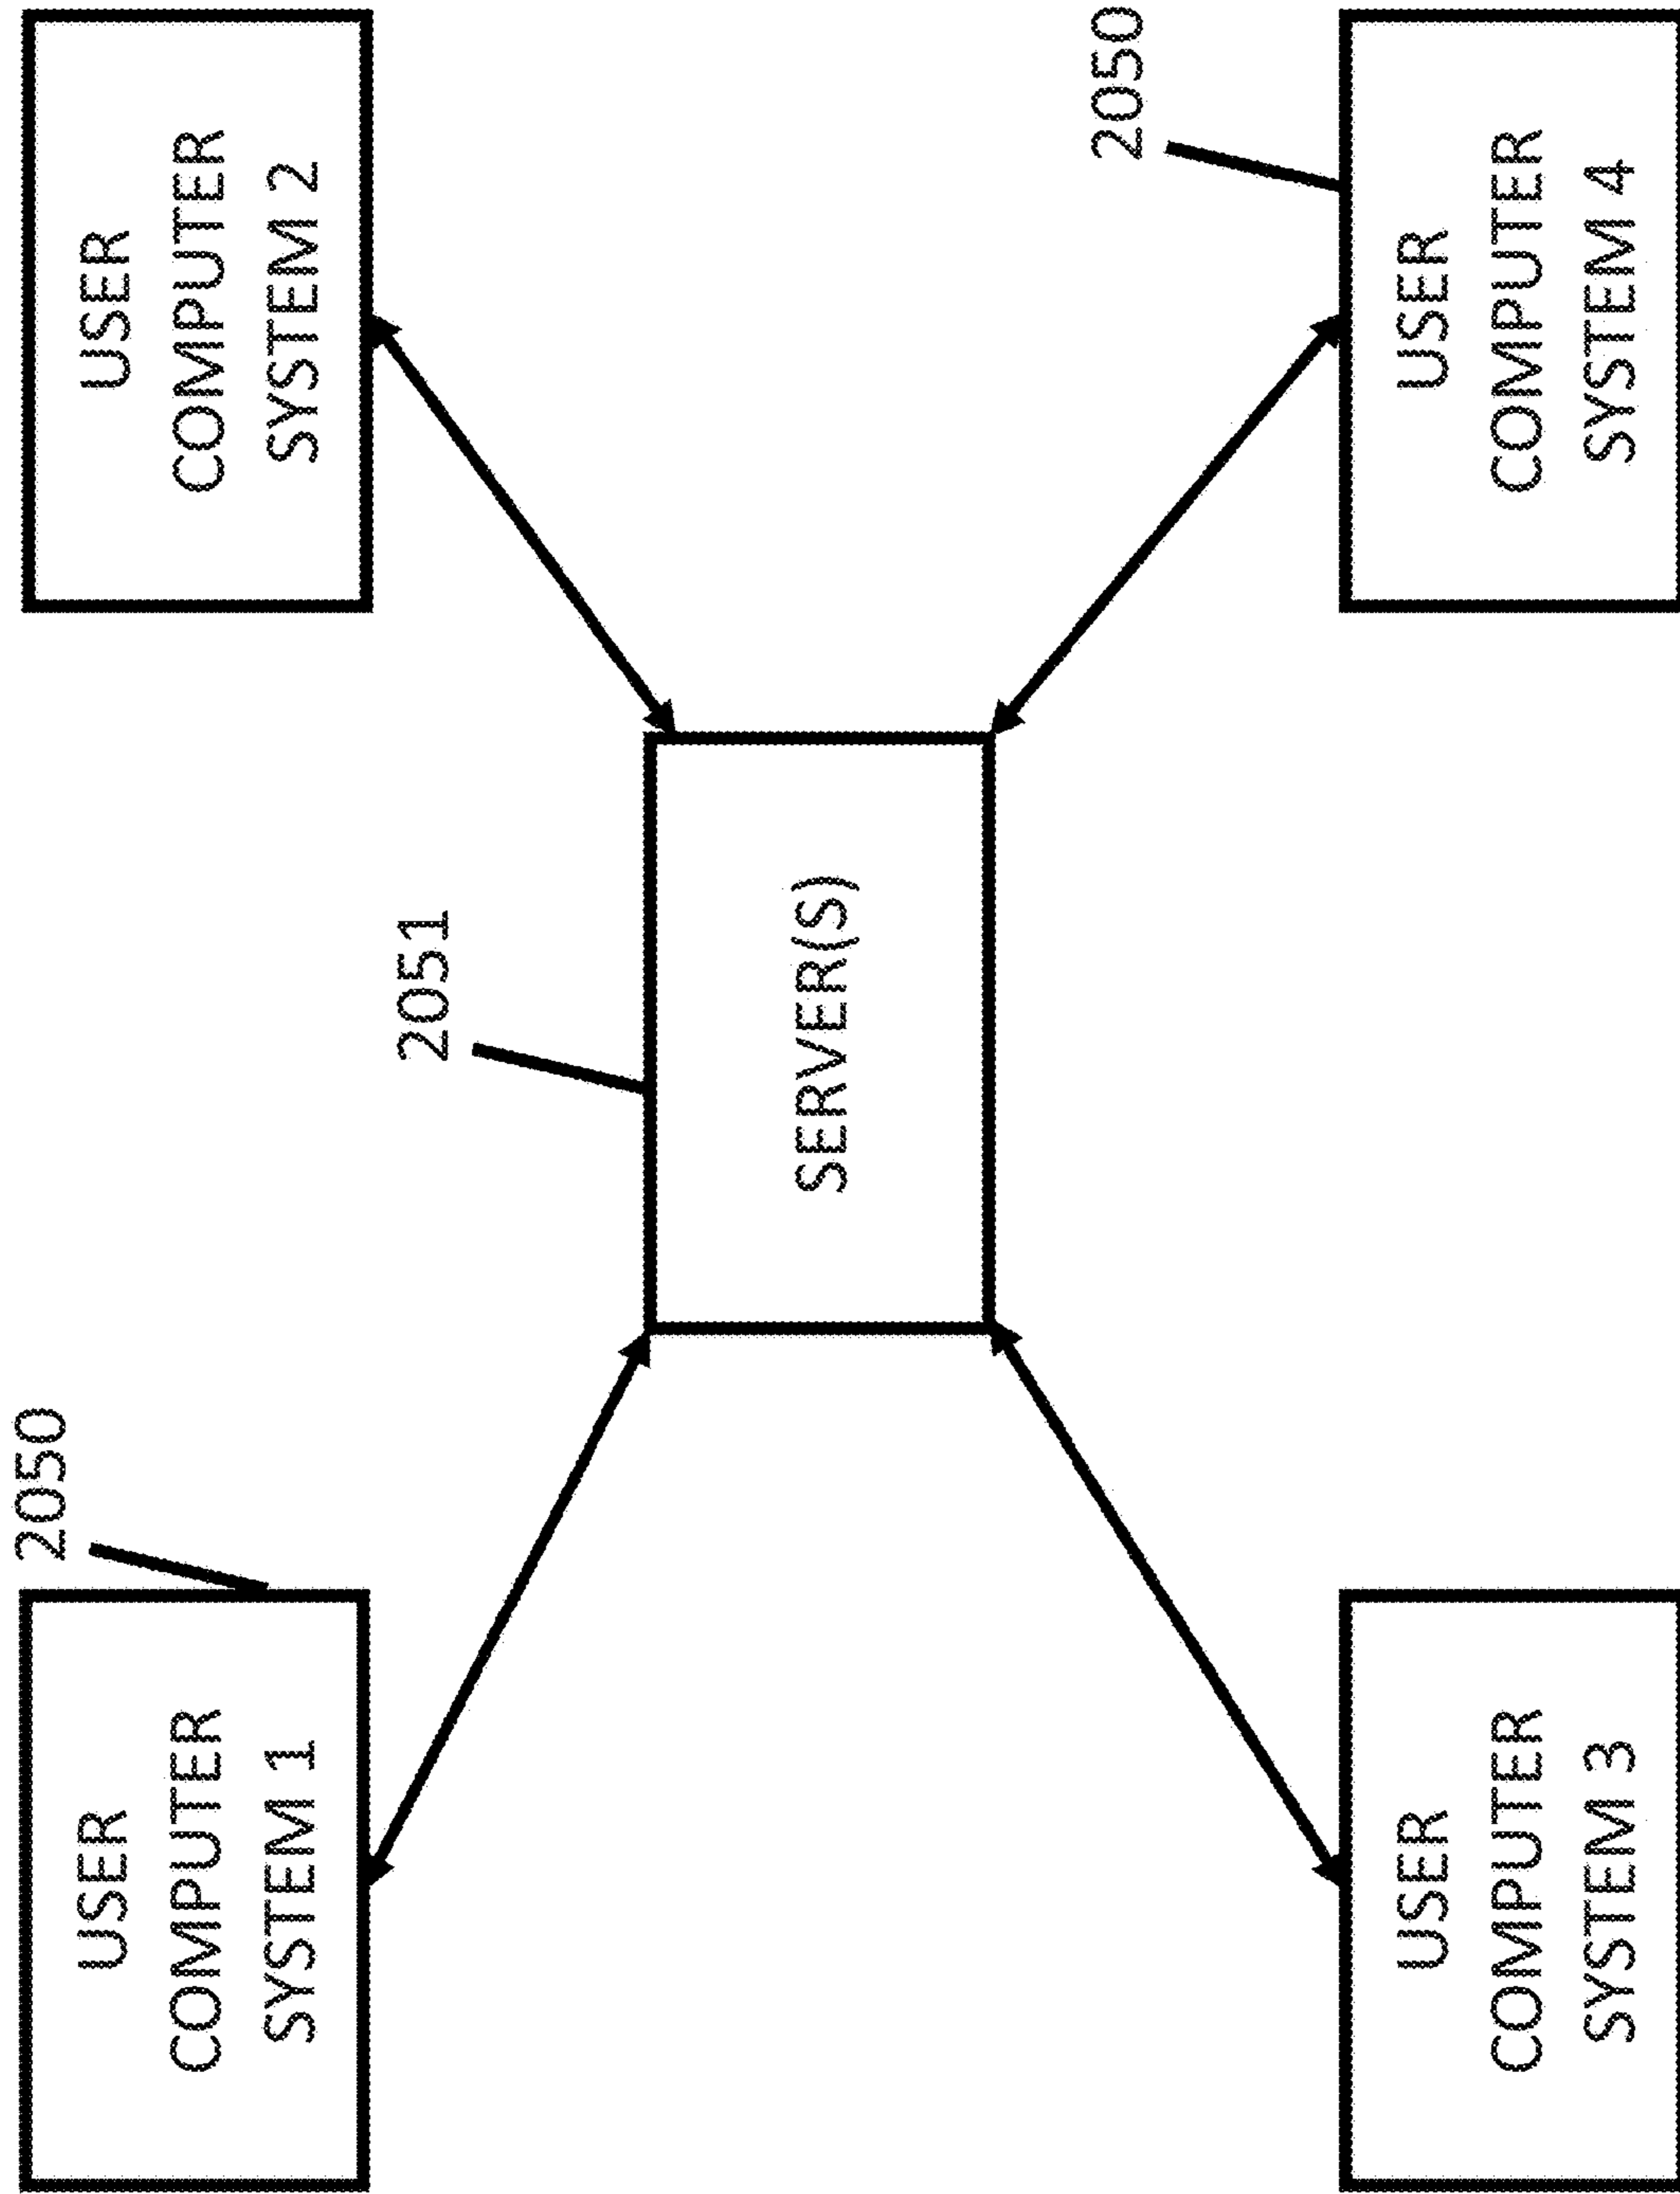 2050
USER
COMPUTER
SYSTEM 1
USER
COMPUTER
SYSTEM 2
2051
SERVER(S)
USER
COMPUTER
SYSTEM 3
2050
USER
COMPUTER
SYSTEM 4